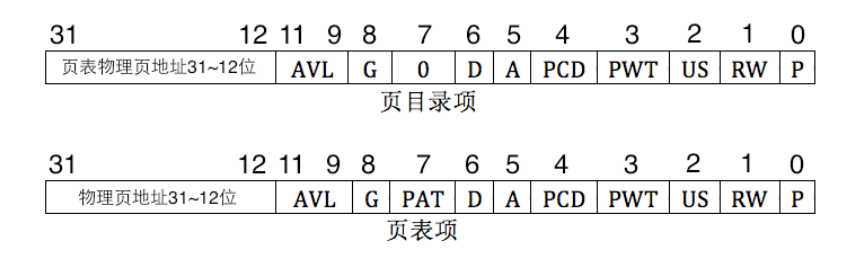 31 12 11 9 8 7 6 5 4 3 2 1 0
页表物理页地址31~12位 AVL G 0 D A PCD PWT US RW P
页目录项
31 12 11 9 8 7 6 5 4 3 2 1 0
物理页地址31~12位 AVL G PAT D A PCD PWT US RW P
页表项